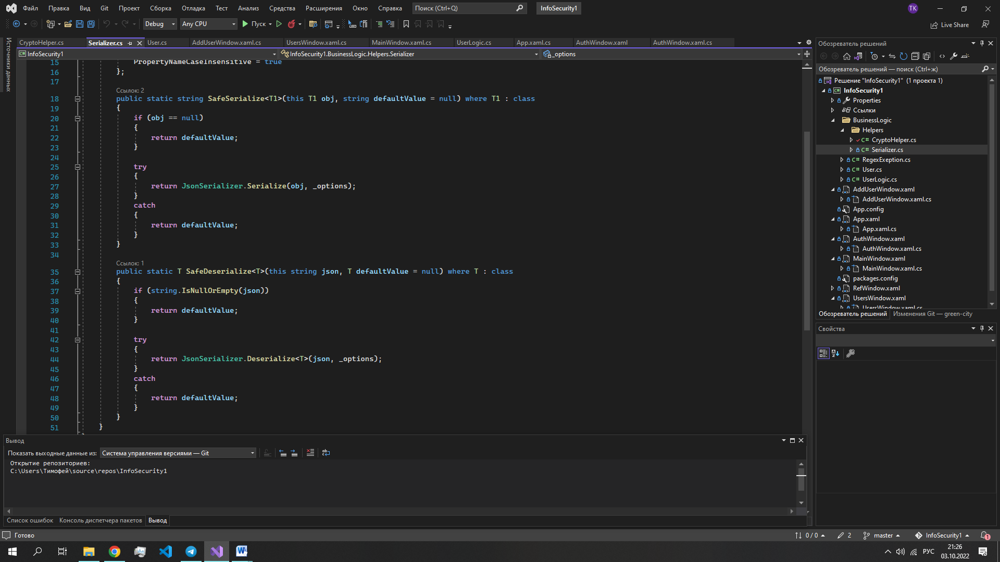 Файл Правка Вид Git Проект Сборка Отладка Тест Анализ Средства Расширения Окно Справка Поиск (Ctrl+Q) InfoSecurity1 TK
Debug Any CPU Пуск Live Share
Источники данных
CryptoHelper.cs Serializer.cs User.cs AddUserWindow.xaml.cs UsersWindow.xaml.cs MainWindow.xaml.cs UserLogic.cs App.xaml.cs AuthWindow.xaml AuthWindow.xaml.cs
InfoSecurity1 InfoSecurity1.BusinessLogic.Helpers.Serializer _options
15 PropertyNameCaseInsensitive = true
16 };
17
Ссылок: 2
18 public static string SafeSerialize<T1>(this T1 obj, string defaultValue = null) where T1 : class
19 {
20 if (obj == null)
21 {
22 return defaultValue;
23 }
24
25 try
26 {
27 return JsonSerializer.Serialize(obj, _options);
28 }
29 catch
30 {
31 return defaultValue;
32 }
33 }
34
Ссылок: 1
35 public static T SafeDeserialize<T>(this string json, T defaultValue = null) where T : class
36 {
37 if (string.IsNullOrEmpty(json))
38 {
39 return defaultValue;
40 }
41
42 try
43 {
44 return JsonSerializer.Deserialize<T>(json, _options);
45 }
46 catch
47 {
48 return defaultValue;
49 }
50 }
51 }
Обозреватель решений
Обозреватель решений — поиск (Ctrl+ж)
Решение "InfoSecurity1" (1 проекта 1)
InfoSecurity1
Properties
Ссылки
BusinessLogic
Helpers
C# CryptoHelper.cs
C# Serializer.cs
C# RegexExeption.cs
C# User.cs
C# UserLogic.cs
AddUserWindow.xaml
AddUserWindow.xaml.cs
App.config
App.xaml
App.xaml.cs
AuthWindow.xaml
AuthWindow.xaml.cs
MainWindow.xaml
MainWindow.xaml.cs
packages.config
RefWindow.xaml
UsersWindow.xaml
UsersWindow.xaml.cs
Обозреватель решений Изменения Git — green-city
Свойства
Вывод
Показать выходные данные из: Система управления версиями — Git
Открытие репозиториев:
C:\Users\Тимофей\source\repos\InfoSecurity1
Список ошибок Консоль диспетчера пакетов Вывод
Готово 0 / 0 2 master InfoSecurity1 1
РУС 21:26
03.10.2022